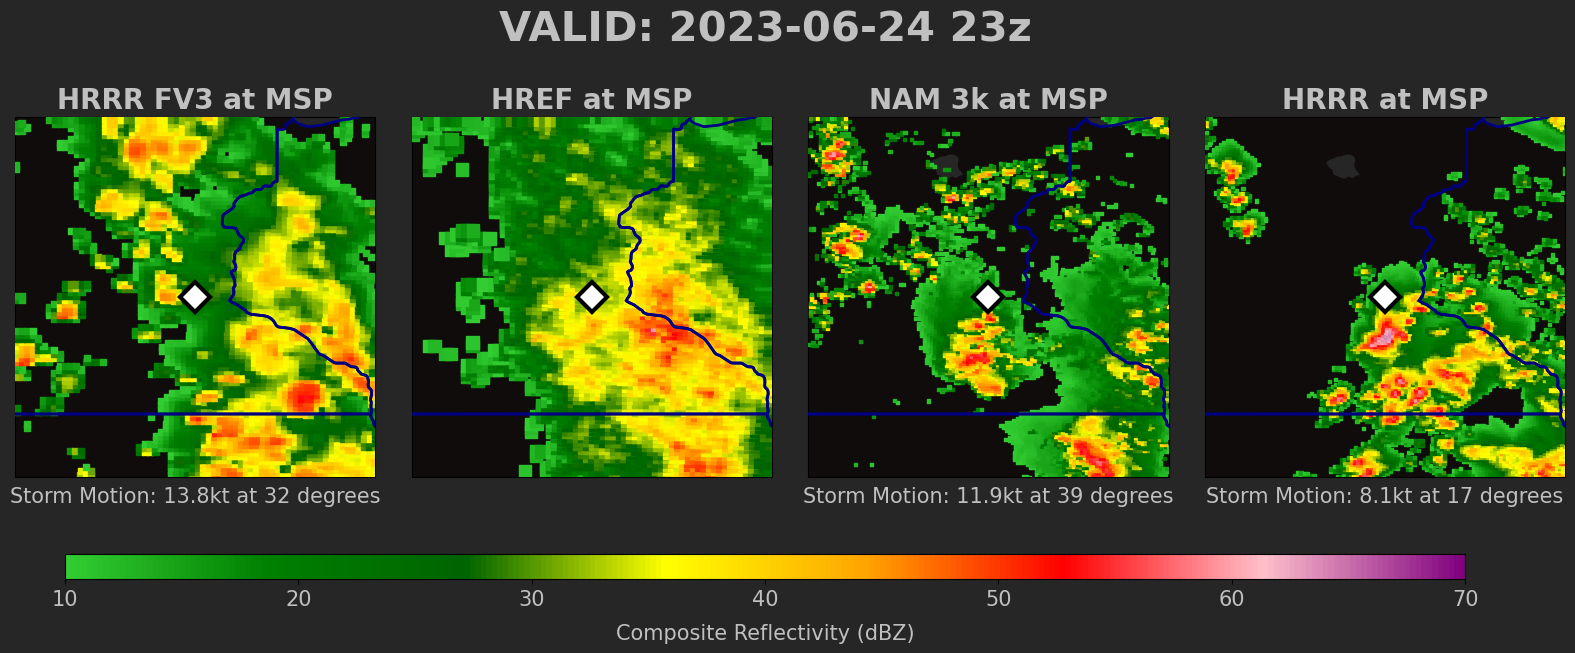 VALID: 2023-06-24 23z
HRRR FV3 at MSP
HREF at MSP
NAM 3k at MSP
HRRR at MSP
Storm Motion: 13.8kt at 32 degrees
Storm Motion: 11.9kt at 39 degrees
Storm Motion: 8.1kt at 17 degrees
10 20 30 40 50 60 70
Composite Reflectivity (dBZ)